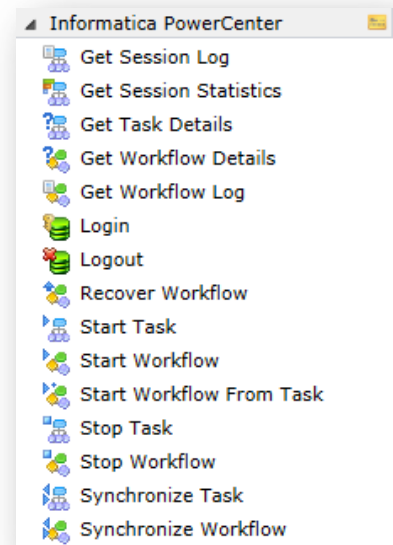 Informatica PowerCenter
Get Session Log
Get Session Statistics
Get Task Details
Get Workflow Details
Get Workflow Log
Login
Logout
Recover Workflow
Start Task
Start Workflow
Start Workflow From Task
Stop Task
Stop Workflow
Synchronize Task
Synchronize Workflow